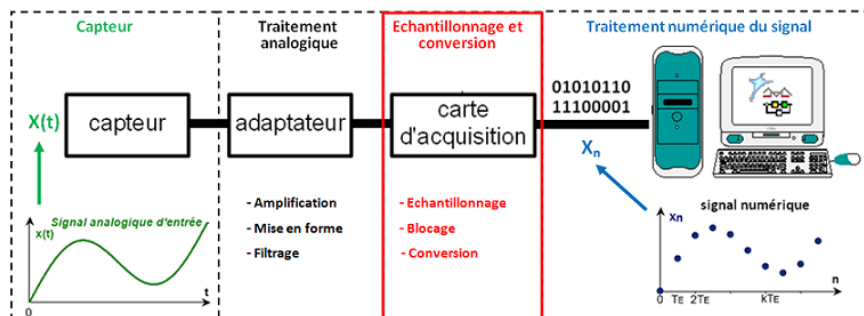 Capteur
Traitement
analogique
Echantillonnage et
conversion
Traitement numérique du signal
X(t)
capteur
adaptateur
carte
d'acquisition
01010110
11100001
Xn
- Amplification
- Mise en forme
- Filtrage
- Echantillonnage
- Blocage
- Conversion
Signal analogique d'entrée
x(t)
0
t
signal numérique
Xn
n
0 TE 2TE kTE